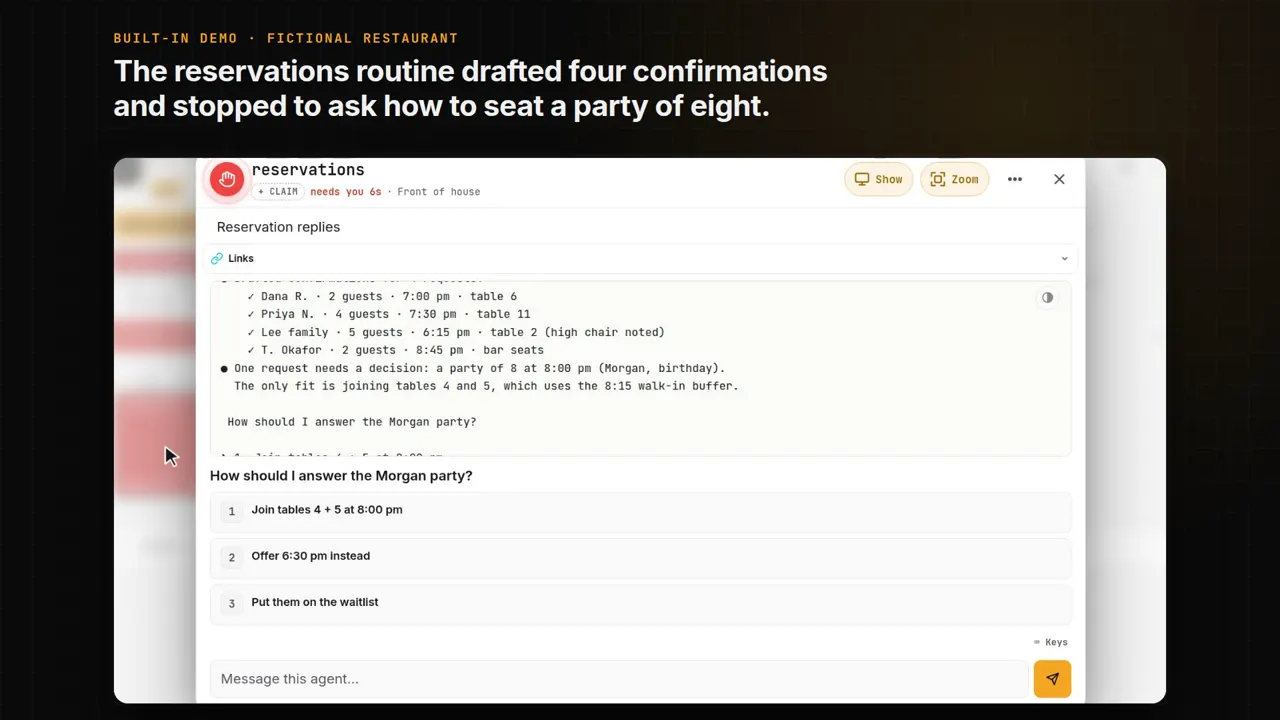 BUILT-IN DEMO · FICTIONAL RESTAURANT
The reservations routine drafted four confirmations
and stopped to ask how to seat a party of eight.
reservations
+ CLAIM needs you 6s · Front of house
Show
Zoom
Reservation replies
Links
✓ Dana R. · 2 guests · 7:00 pm · table 6
✓ Priya N. · 4 guests · 7:30 pm · table 11
✓ Lee family · 5 guests · 6:15 pm · table 2 (high chair noted)
✓ T. Okafor · 2 guests · 8:45 pm · bar seats
● One request needs a decision: a party of 8 at 8:00 pm (Morgan, birthday).
The only fit is joining tables 4 and 5, which uses the 8:15 walk-in buffer.
How should I answer the Morgan party?
How should I answer the Morgan party?
1 Join tables 4 + 5 at 8:00 pm
2 Offer 6:30 pm instead
3 Put them on the waitlist
Keys
Message this agent...